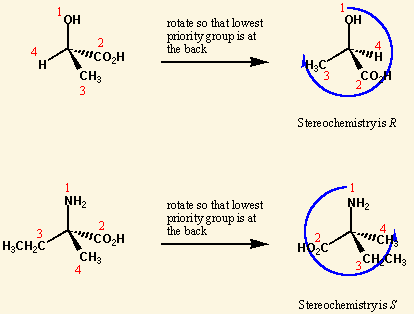 1
OH
4
H
2
CO₂H
CH₃
3
rotate so that lowest
priority group is at
the back
1
OH
4
H
H₃C
3
CO₂H
2
Stereochemistry is R
1
NH₂
3
CH₃CH₂
2
CO₂H
CH₃
4
rotate so that lowest
priority group is at
the back
1
NH₂
2
HO₂C
4
CH₃
CH₂CH₃
3
Stereochemistry is S